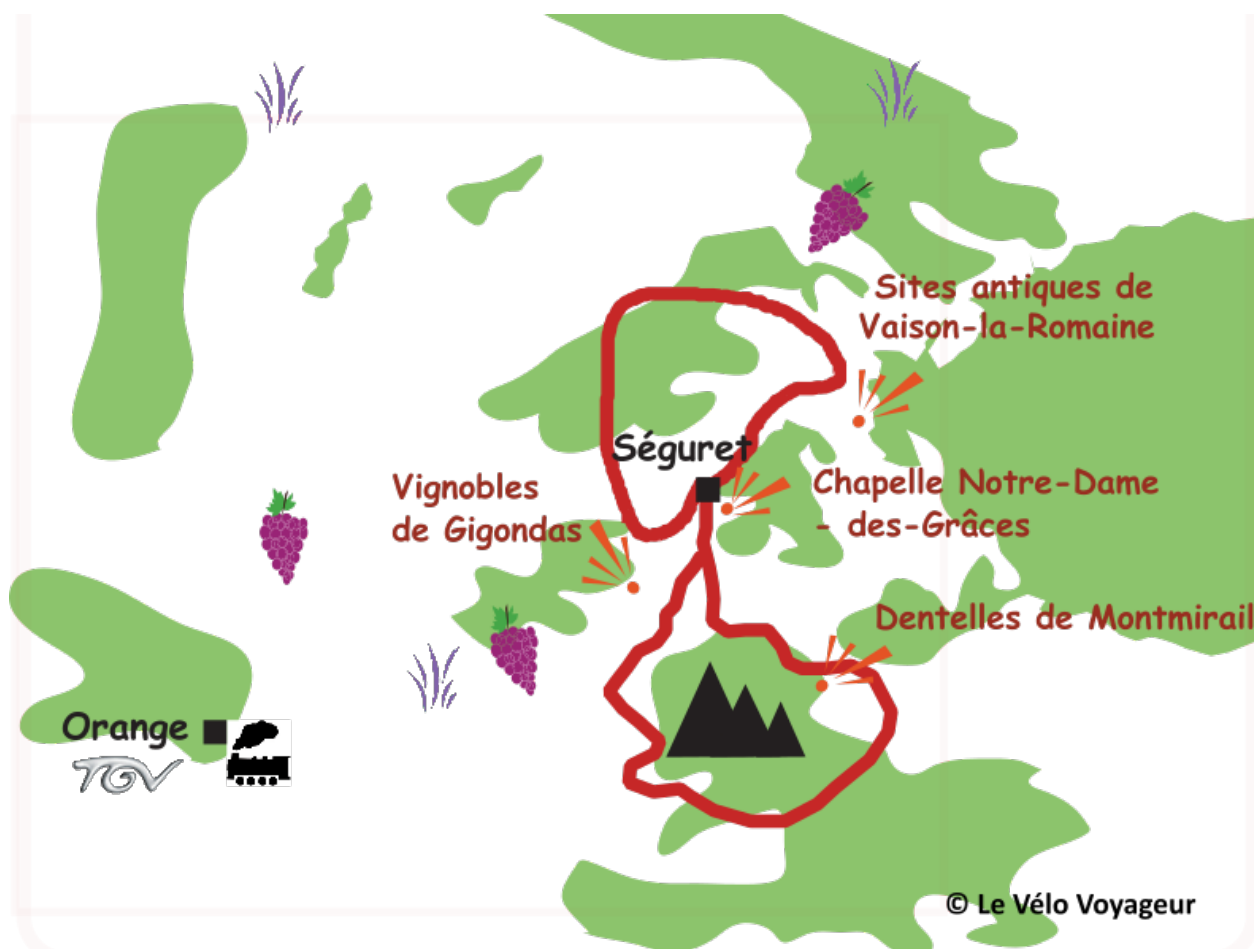 Sites antiques de
Vaison-la-Romaine
Séguret
Vignobles
de Gigondas
Chapelle Notre-Dame
- des-Grâces
Dentelles de Montmirail
Orange
TGV
© Le Vélo Voyageur